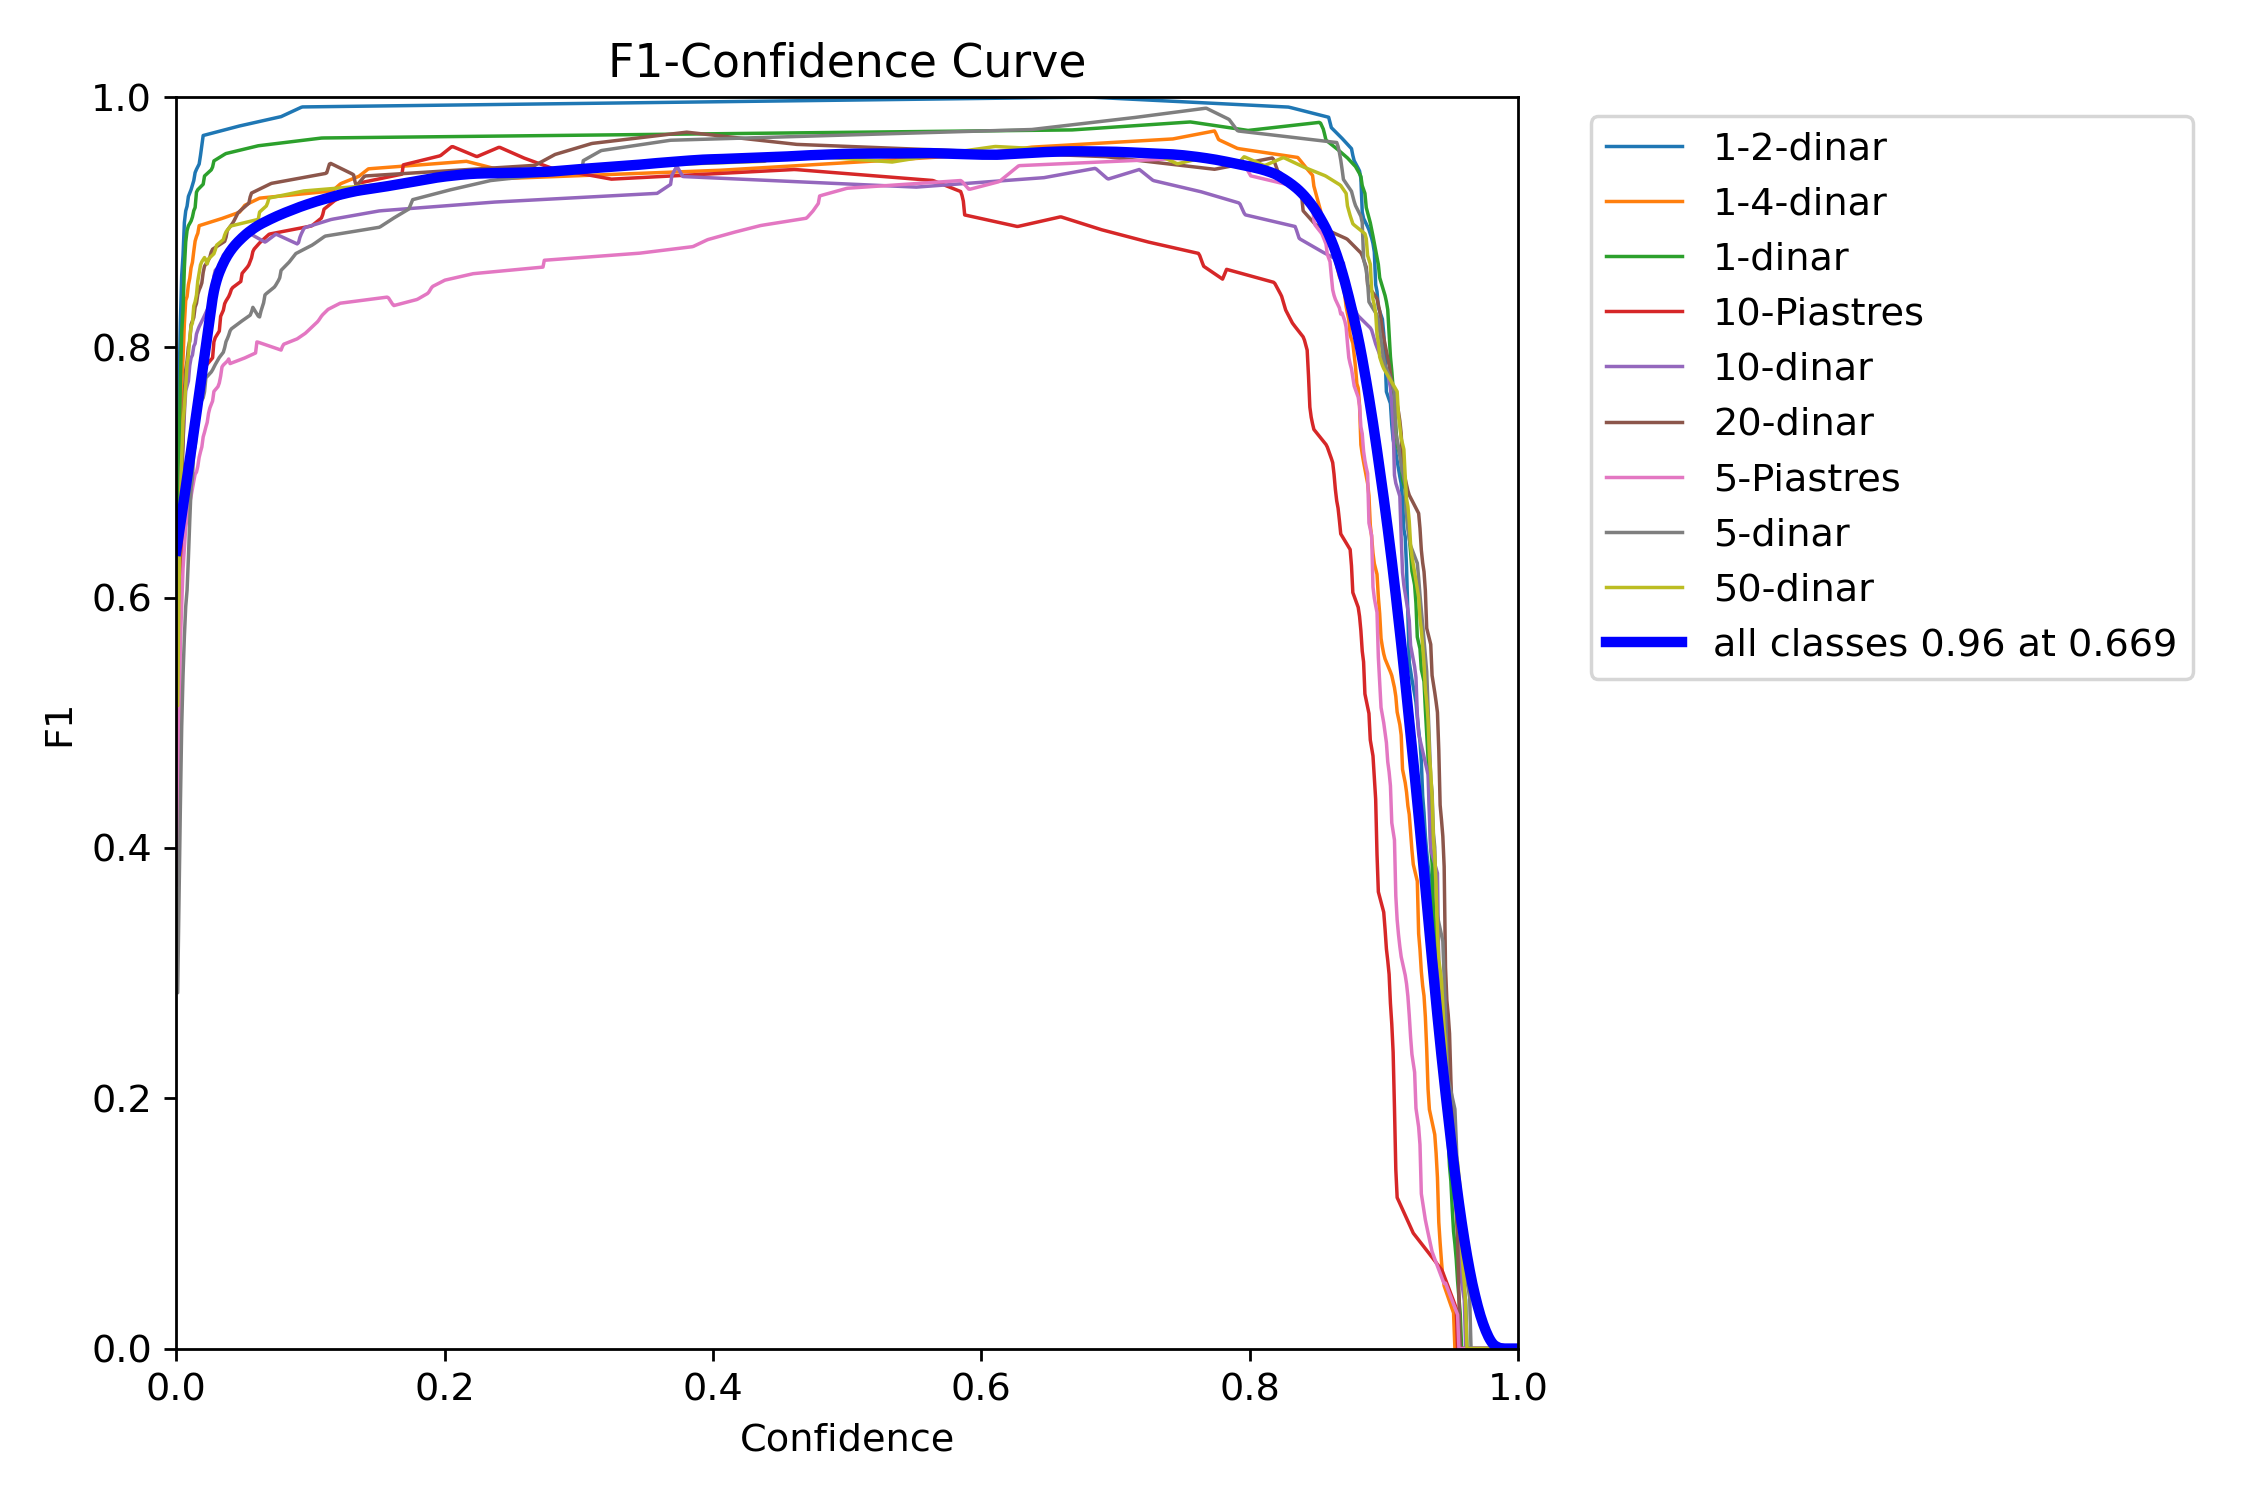 F1-Confidence Curve
1.0
0.8
0.6
0.4
0.2
0.0
F1
0.0 0.2 0.4 0.6 0.8 1.0
Confidence
1-2-dinar
1-4-dinar
1-dinar
10-Piastres
10-dinar
20-dinar
5-Piastres
5-dinar
50-dinar
all classes 0.96 at 0.669